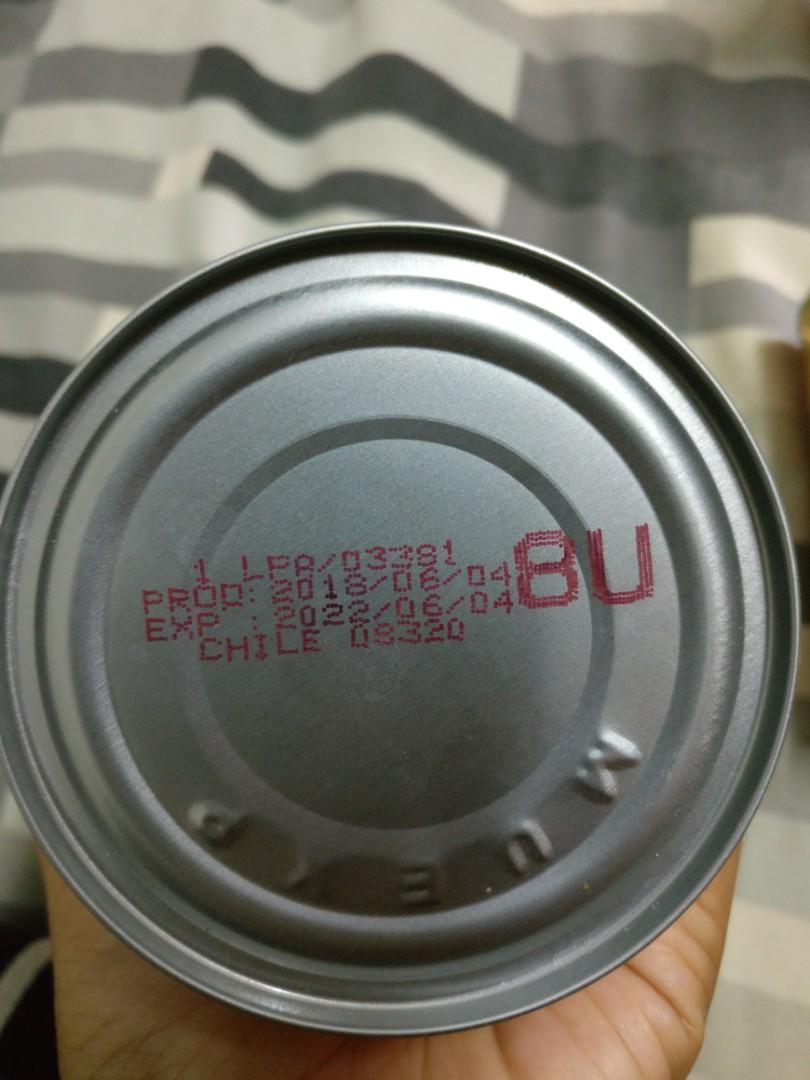 1 LPA/03381
PROD: 2018/06/04
EXP : 2022/06/04
CHILE 08320
8U
M U E X P